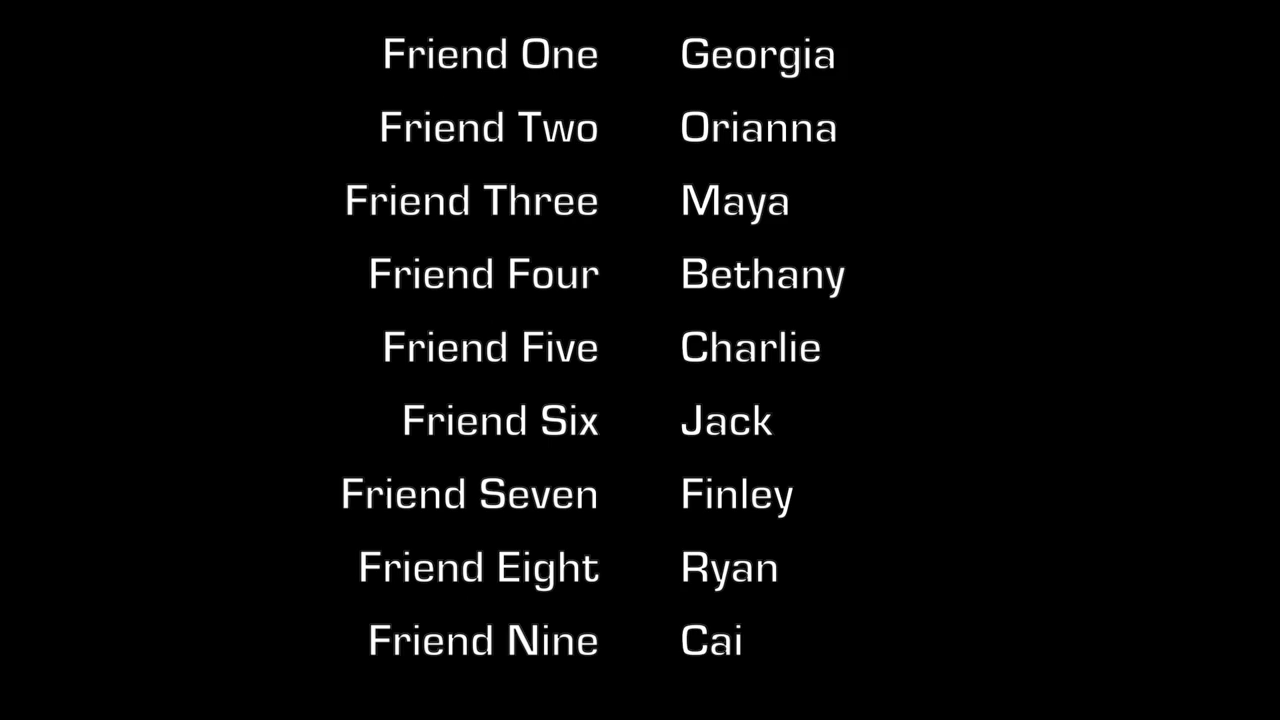 Friend One Georgia
Friend Two Orianna
Friend Three Maya
Friend Four Bethany
Friend Five Charlie
Friend Six Jack
Friend Seven Finley
Friend Eight Ryan
Friend Nine Cai